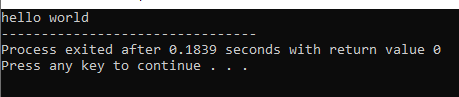 hello world
--------------------------------
Process exited after 0.1839 seconds with return value 0
Press any key to continue . . .